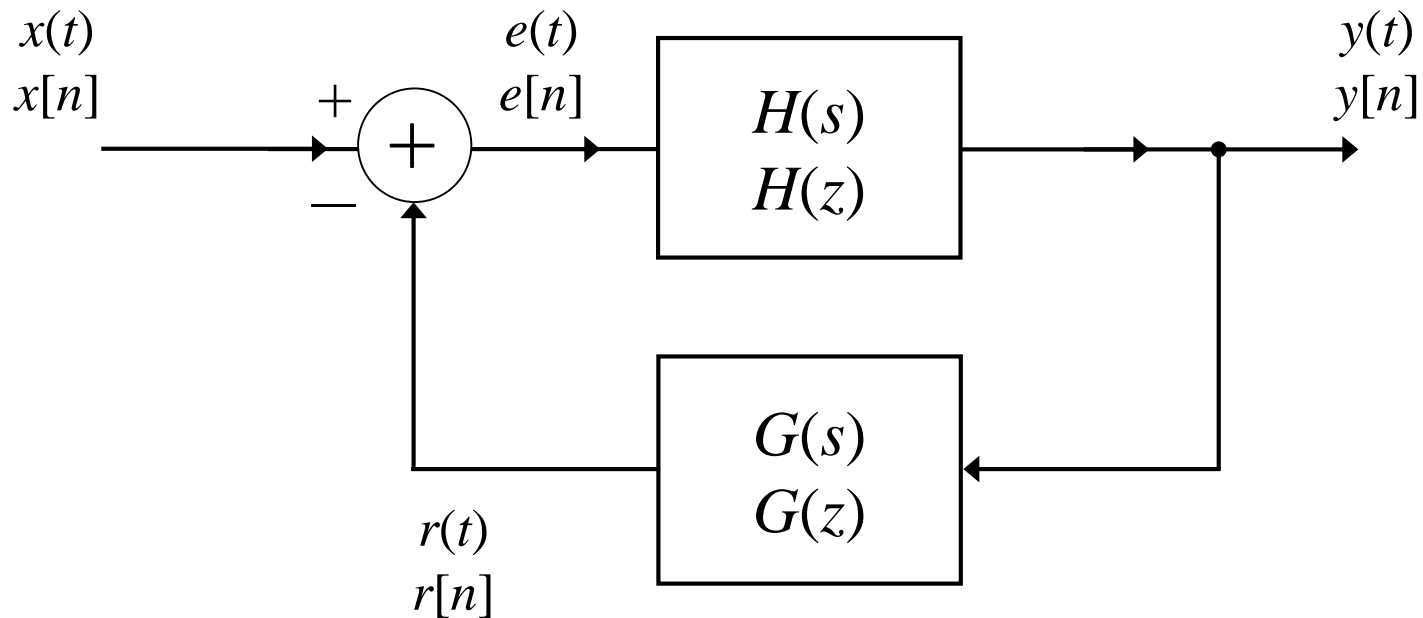 x(t)
x[n]
+
−
+
e(t)
e[n]
H(s)
H(z)
y(t)
y[n]
G(s)
G(z)
r(t)
r[n]